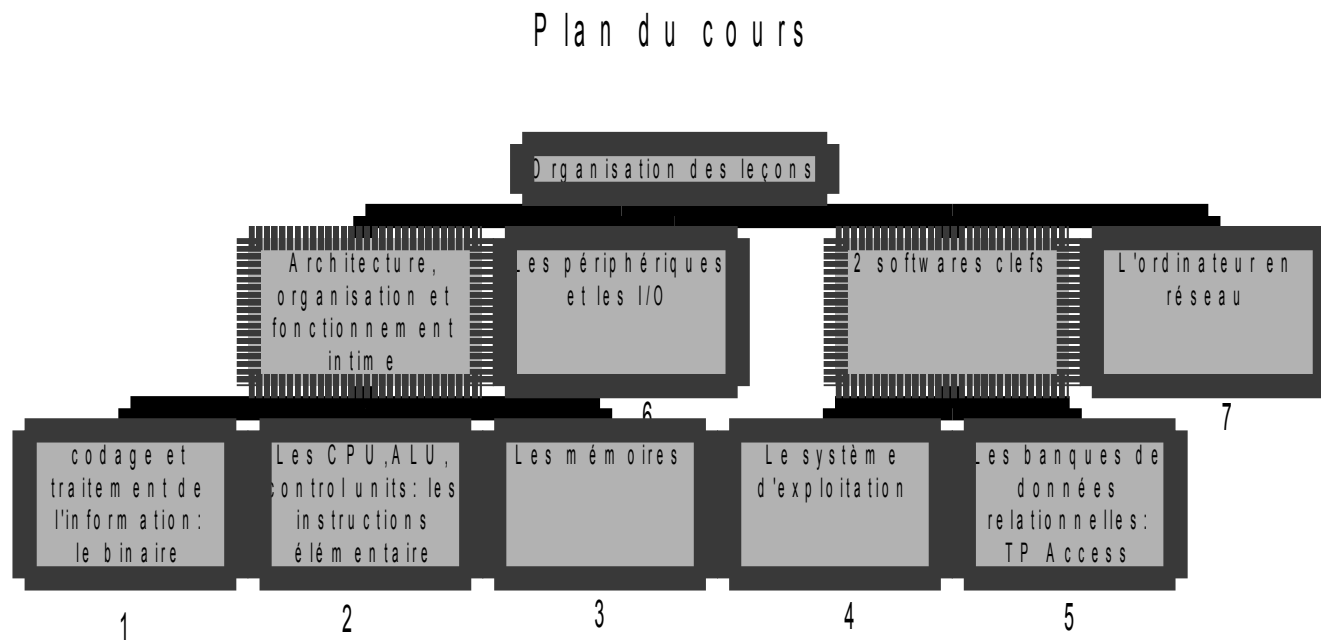 Plan du cours
Organisation des leçons
Architecture,
organisation et
fonctionnement
intime
Les périphériques
et les I/O
2 softwares clefs
L'ordinateur en
réseau
6
7
codage et
traitement de
l'information:
le binaire
Les CPU,ALU,
control units: les
instructions
élémentaire
Les mémoires
Le système
d'exploitation
Les banques de
données
relationnelles:
TP Access
1
2
3
4
5